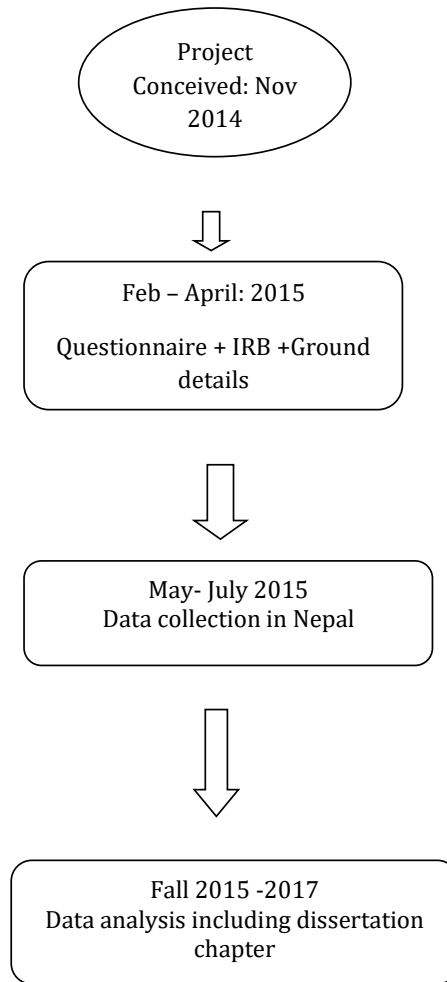 Project
Conceived: Nov
2014
Feb – April: 2015
Questionnaire + IRB +Ground
details
May- July 2015
Data collection in Nepal
Fall 2015 -2017
Data analysis including dissertation
chapter